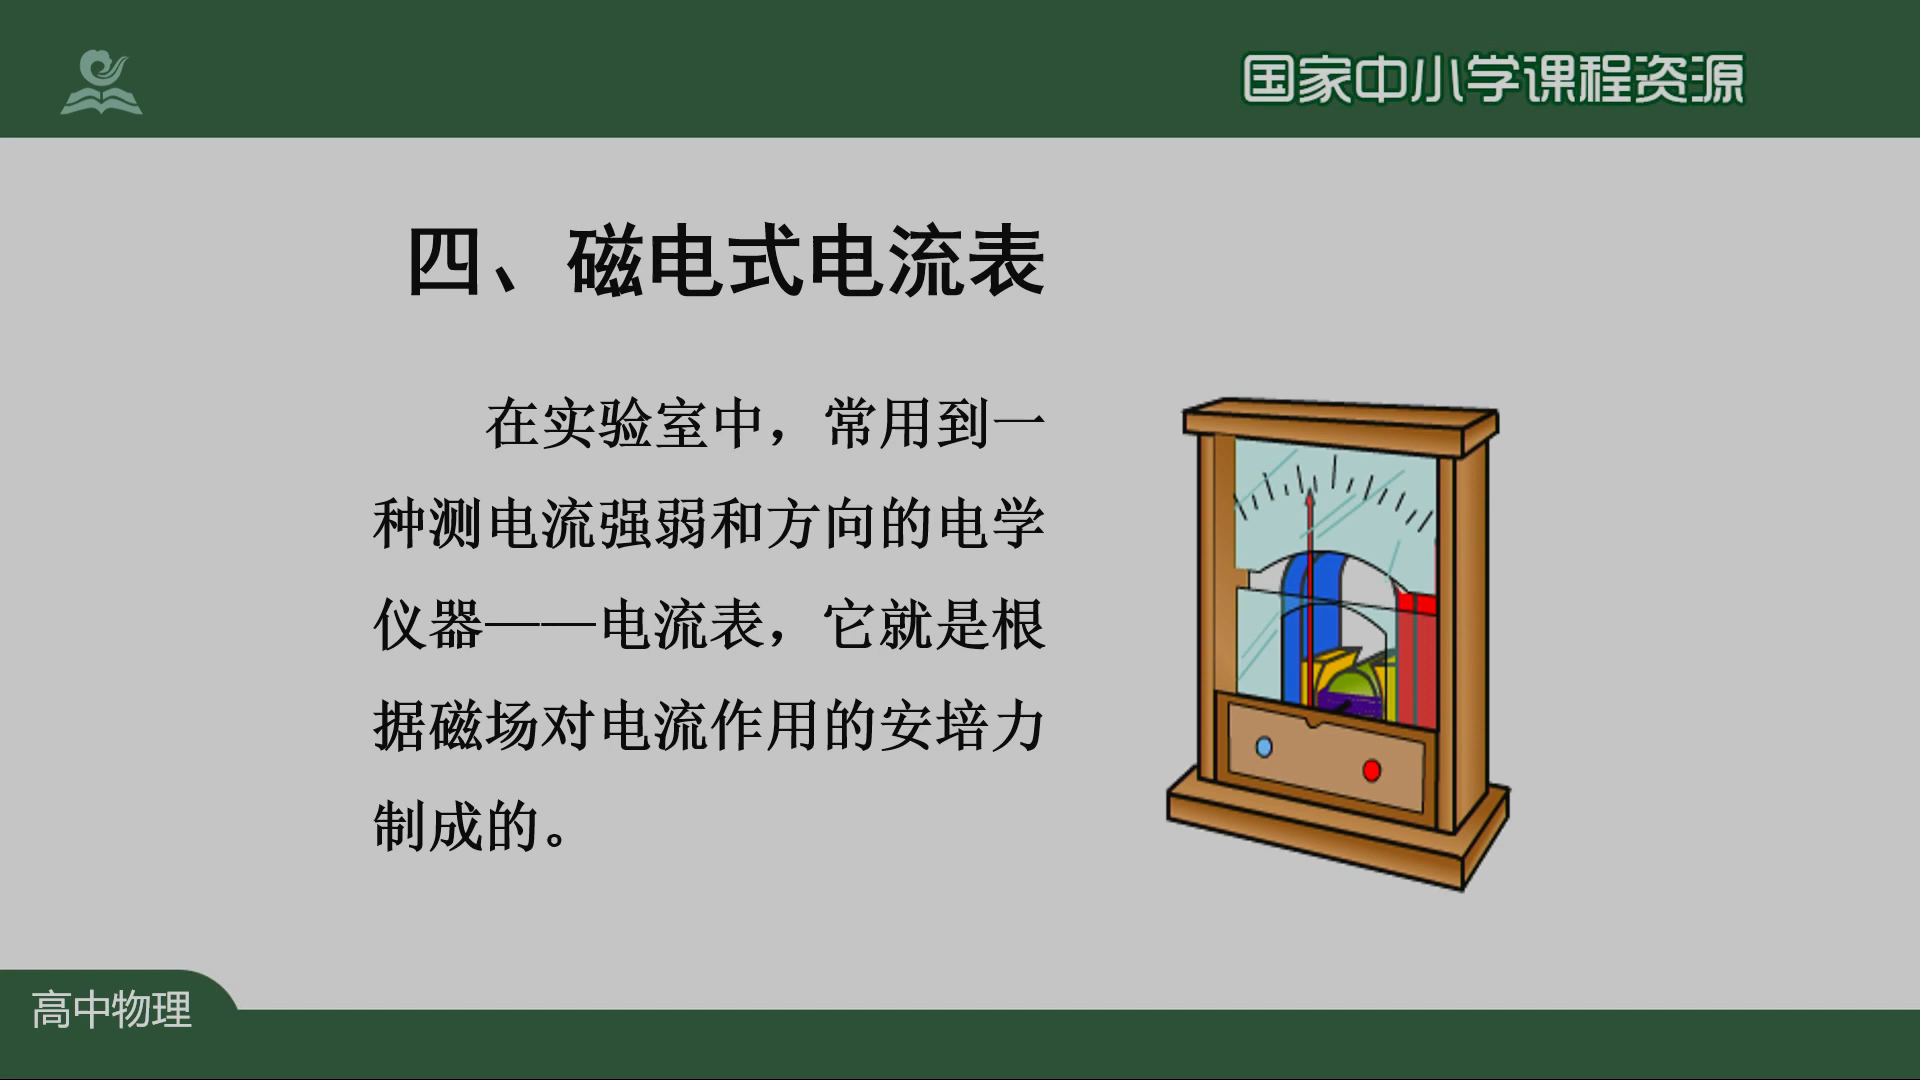 国家中小学课程资源
四、磁电式电流表
在实验室中，常用到一
种测电流强弱和方向的电学
仪器——电流表，它就是根
据磁场对电流作用的安培力
制成的。
高中物理